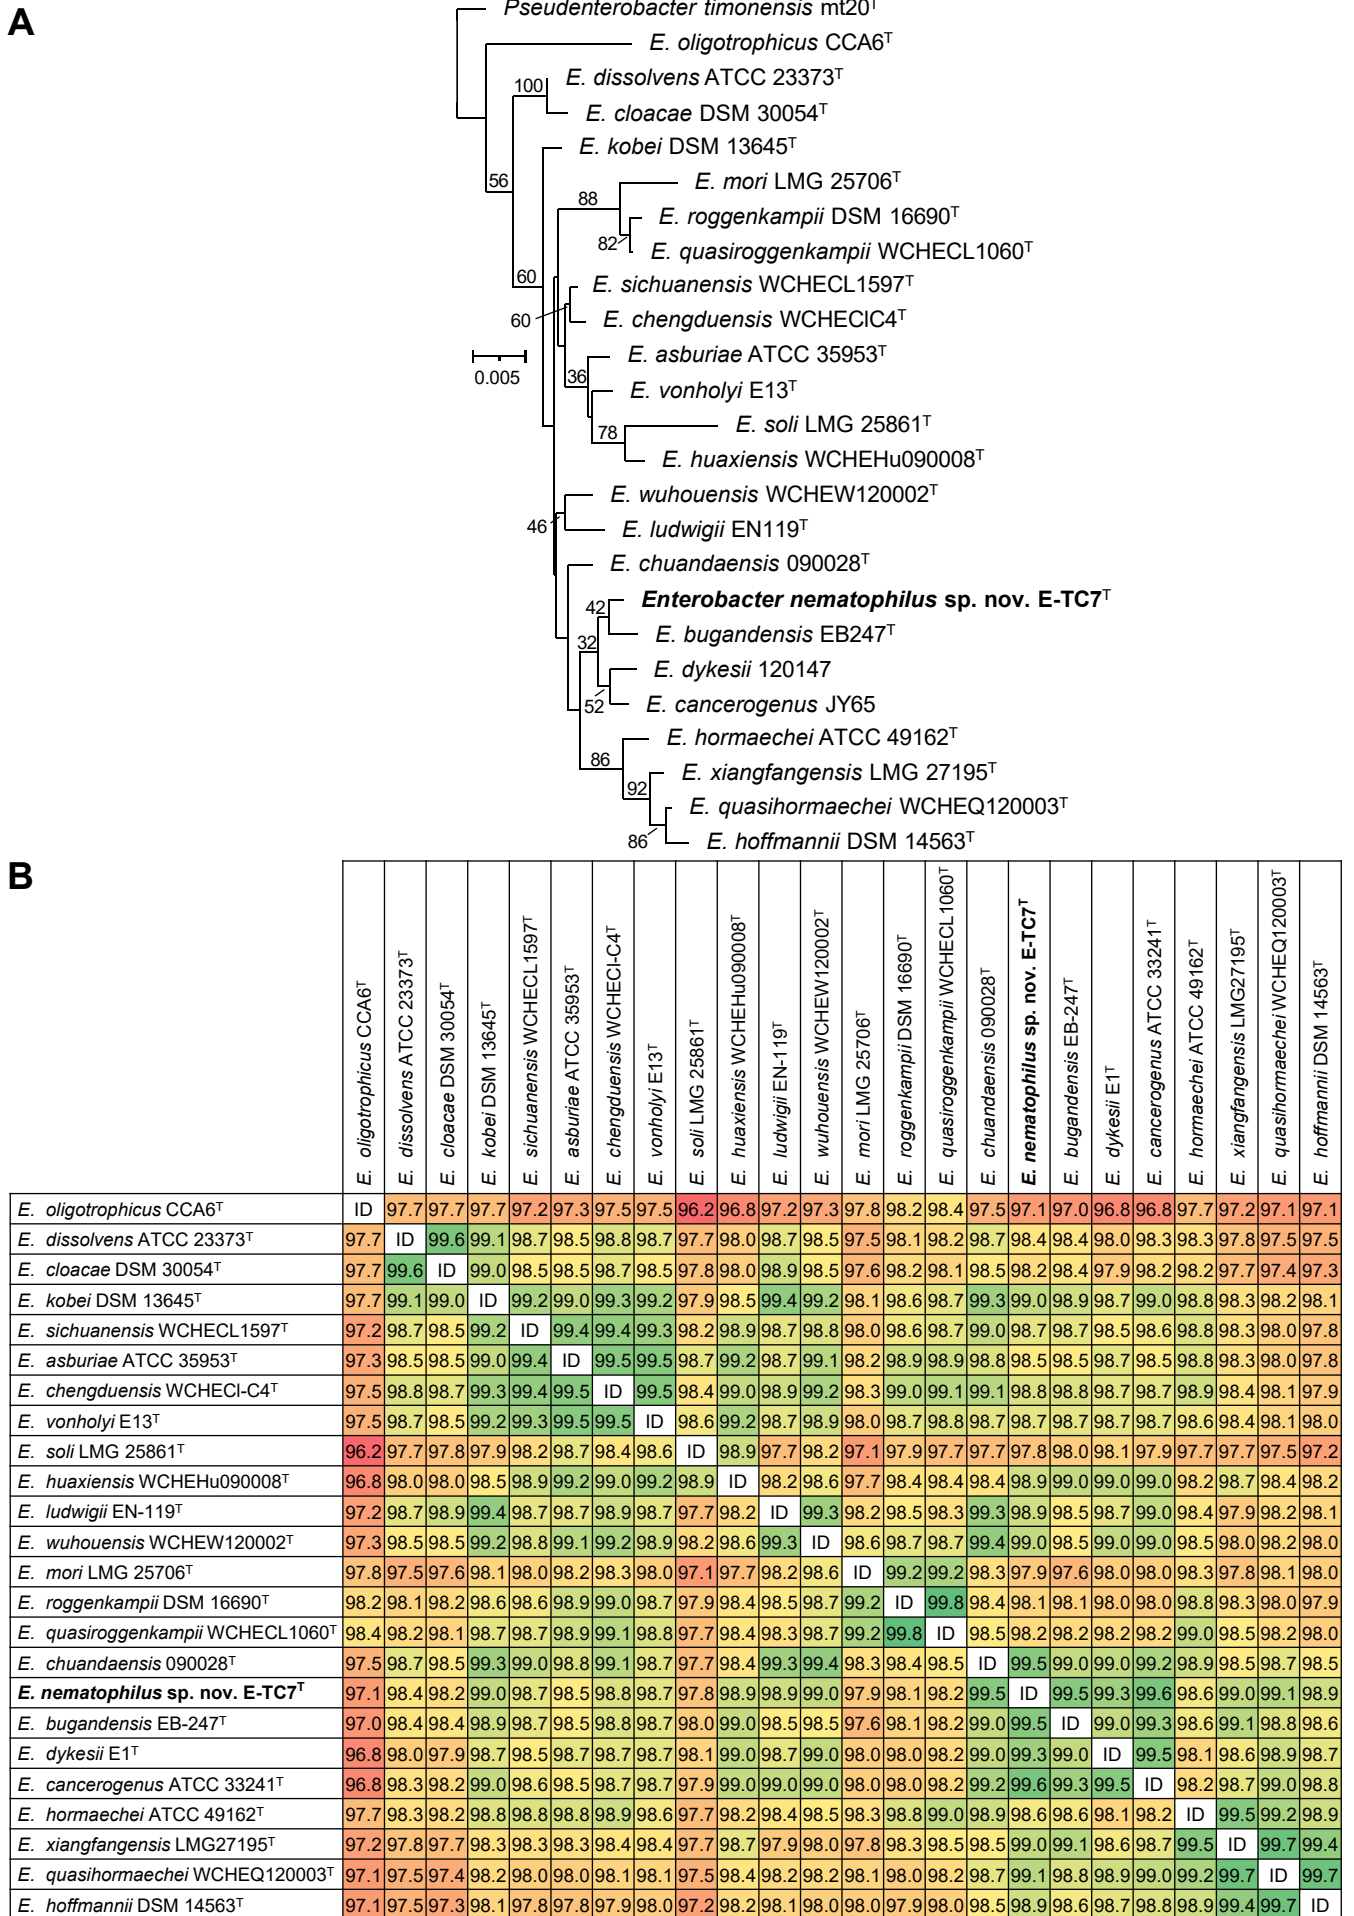 A
Pseudenterobacter timonensis mt20ᵀ
E. oligotrophicus CCA6ᵀ
E. dissolvens ATCC 23373ᵀ
100
E. cloacae DSM 30054ᵀ
E. kobei DSM 13645ᵀ
56
E. mori LMG 25706ᵀ
88
E. roggenkampii DSM 16690ᵀ
82
E. quasiroggenkampii WCHECL1060ᵀ
60
E. sichuanensis WCHECL1597ᵀ
60
E. chengduensis WCHEClC4ᵀ
E. asburiae ATCC 35953ᵀ
0.005
36
E. vonholyi E13ᵀ
E. soli LMG 25861ᵀ
78
E. huaxiensis WCHEHu090008ᵀ
E. wuhouensis WCHEW120002ᵀ
46
E. ludwigii EN119ᵀ
E. chuandaensis 090028ᵀ
Enterobacter nematophilus sp. nov. E-TC7ᵀ
42
E. bugandensis EB247ᵀ
32
E. dykesii 120147
52
E. cancerogenus JY65
E. hormaechei ATCC 49162ᵀ
86
E. xiangfangensis LMG 27195ᵀ
92
E. quasihormaechei WCHEQ120003ᵀ
86
E. hoffmannii DSM 14563ᵀ
B
E. oligotrophicus CCA6ᵀ
E. dissolvens ATCC 23373ᵀ
E. cloacae DSM 30054ᵀ
E. kobei DSM 13645ᵀ
E. sichuanensis WCHECL1597ᵀ
E. asburiae ATCC 35953ᵀ
E. chengduensis WCHECl-C4ᵀ
E. vonholyi E13ᵀ
E. soli LMG 25861ᵀ
E. huaxiensis WCHEHu090008ᵀ
E. ludwigii EN-119ᵀ
E. wuhouensis WCHEW120002ᵀ
E. mori LMG 25706ᵀ
E. roggenkampii DSM 16690ᵀ
E. quasiroggenkampii WCHECL1060ᵀ
E. chuandaensis 090028ᵀ
E. nematophilus sp. nov. E-TC7ᵀ
E. bugandensis EB-247ᵀ
E. dykesii E1ᵀ
E. cancerogenus ATCC 33241ᵀ
E. hormaechei ATCC 49162ᵀ
E. xiangfangensis LMG27195ᵀ
E. quasihormaechei WCHEQ120003ᵀ
E. hoffmannii DSM 14563ᵀ
E. oligotrophicus CCA6ᵀ ID 97.7 97.7 97.7 97.2 97.3 97.5 97.5 96.2 96.8 97.2 97.3 97.8 98.2 98.4 97.5 97.1 97.0 96.8 96.8 97.7 97.2 97.1 97.1
E. dissolvens ATCC 23373ᵀ 97.7 ID 99.6 99.1 98.7 98.5 98.8 98.7 97.7 98.0 98.7 98.5 97.5 98.1 98.2 98.7 98.4 98.4 98.0 98.3 98.3 97.8 97.5 97.5
E. cloacae DSM 30054ᵀ 97.7 99.6 ID 99.0 98.5 98.5 98.7 98.5 97.8 98.0 98.9 98.5 97.6 98.2 98.1 98.5 98.2 98.4 97.9 98.2 98.2 97.7 97.4 97.3
E. kobei DSM 13645ᵀ 97.7 99.1 99.0 ID 99.2 99.0 99.3 99.2 97.9 98.5 99.4 99.2 98.1 98.6 98.7 99.3 99.0 98.9 98.7 99.0 98.8 98.3 98.2 98.1
E. sichuanensis WCHECL1597ᵀ 97.2 98.7 98.5 99.2 ID 99.4 99.4 99.3 98.2 98.9 98.7 98.8 98.0 98.6 98.7 99.0 98.7 98.7 98.5 98.6 98.8 98.3 98.0 97.8
E. asburiae ATCC 35953ᵀ 97.3 98.5 98.5 99.0 99.4 ID 99.5 99.5 98.7 99.2 98.7 99.1 98.2 98.9 98.9 98.8 98.5 98.5 98.7 98.5 98.8 98.3 98.0 97.8
E. chengduensis WCHECl-C4ᵀ 97.5 98.8 98.7 99.3 99.4 99.5 ID 99.5 98.4 99.0 98.9 99.2 98.3 99.0 99.1 99.1 98.8 98.8 98.7 98.7 98.9 98.4 98.1 97.9
E. vonholyi E13ᵀ 97.5 98.7 98.5 99.2 99.3 99.5 99.5 ID 98.6 99.2 98.7 98.9 98.0 98.7 98.8 98.7 98.7 98.7 98.7 98.7 98.6 98.4 98.1 98.0
E. soli LMG 25861ᵀ 96.2 97.7 97.8 97.9 98.2 98.7 98.4 98.6 ID 98.9 97.7 98.2 97.1 97.9 97.7 97.7 97.8 98.0 98.1 97.9 97.7 97.7 97.5 97.2
E. huaxiensis WCHEHu090008ᵀ 96.8 98.0 98.0 98.5 98.9 99.2 99.0 99.2 98.9 ID 98.2 98.6 97.7 98.4 98.4 98.4 98.9 99.0 99.0 99.0 98.2 98.7 98.4 98.2
E. ludwigii EN-119ᵀ 97.2 98.7 98.9 99.4 98.7 98.7 98.9 98.7 97.7 98.2 ID 99.3 98.2 98.5 98.3 99.3 98.9 98.5 98.7 99.0 98.4 97.9 98.2 98.1
E. wuhouensis WCHEW120002ᵀ 97.3 98.5 98.5 99.2 98.8 99.1 99.2 98.9 98.2 98.6 99.3 ID 98.6 98.7 98.7 99.4 99.0 98.5 99.0 99.0 98.5 98.0 98.2 98.0
E. mori LMG 25706ᵀ 97.8 97.5 97.6 98.1 98.0 98.2 98.3 98.0 97.1 97.7 98.2 98.6 ID 99.2 99.2 98.3 97.9 97.6 98.0 98.0 98.3 97.8 98.1 98.0
E. roggenkampii DSM 16690ᵀ 98.2 98.1 98.2 98.6 98.6 98.9 99.0 98.7 97.9 98.4 98.5 98.7 99.2 ID 99.8 98.4 98.1 98.1 98.0 98.0 98.8 98.3 98.0 97.9
E. quasiroggenkampii WCHECL1060ᵀ 98.4 98.2 98.1 98.7 98.7 98.9 99.1 98.8 97.7 98.4 98.3 98.7 99.2 99.8 ID 98.5 98.2 98.2 98.2 98.2 99.0 98.5 98.2 98.0
E. chuandaensis 090028ᵀ 97.5 98.7 98.5 99.3 99.0 98.8 99.1 98.7 97.7 98.4 99.3 99.4 98.3 98.4 98.5 ID 99.5 99.0 99.0 99.2 98.9 98.5 98.7 98.5
E. nematophilus sp. nov. E-TC7ᵀ 97.1 98.4 98.2 99.0 98.7 98.5 98.8 98.7 97.8 98.9 98.9 99.0 97.9 98.1 98.2 99.5 ID 99.5 99.3 99.6 98.6 99.0 99.1 98.9
E. bugandensis EB-247ᵀ 97.0 98.4 98.4 98.9 98.7 98.5 98.8 98.7 98.0 99.0 98.5 98.5 97.6 98.1 98.2 99.0 99.5 ID 99.0 99.3 98.6 99.1 98.8 98.6
E. dykesii E1ᵀ 96.8 98.0 97.9 98.7 98.5 98.7 98.7 98.7 98.1 99.0 98.7 99.0 98.0 98.0 98.2 99.0 99.3 99.0 ID 99.5 98.1 98.6 98.9 98.7
E. cancerogenus ATCC 33241ᵀ 96.8 98.3 98.2 99.0 98.6 98.5 98.7 98.7 97.9 99.0 99.0 99.0 98.0 98.0 98.2 99.2 99.6 99.3 99.5 ID 98.2 98.7 99.0 98.8
E. hormaechei ATCC 49162ᵀ 97.7 98.3 98.2 98.8 98.8 98.8 98.9 98.6 97.7 98.2 98.4 98.5 98.3 98.8 99.0 98.9 98.6 98.6 98.1 98.2 ID 99.5 99.2 98.9
E. xiangfangensis LMG27195ᵀ 97.2 97.8 97.7 98.3 98.3 98.3 98.4 98.4 97.7 98.7 97.9 98.0 97.8 98.3 98.5 98.5 99.0 99.1 98.6 98.7 99.5 ID 99.7 99.4
E. quasihormaechei WCHEQ120003ᵀ 97.1 97.5 97.4 98.2 98.0 98.0 98.1 98.1 97.5 98.4 98.2 98.2 98.1 98.0 98.2 98.7 99.1 98.8 98.9 99.0 99.2 99.7 ID 99.7
E. hoffmannii DSM 14563ᵀ 97.1 97.5 97.3 98.1 97.8 97.8 97.9 98.0 97.2 98.2 98.1 98.0 98.0 97.9 98.0 98.5 98.9 98.6 98.7 98.8 98.9 99.4 99.7 ID